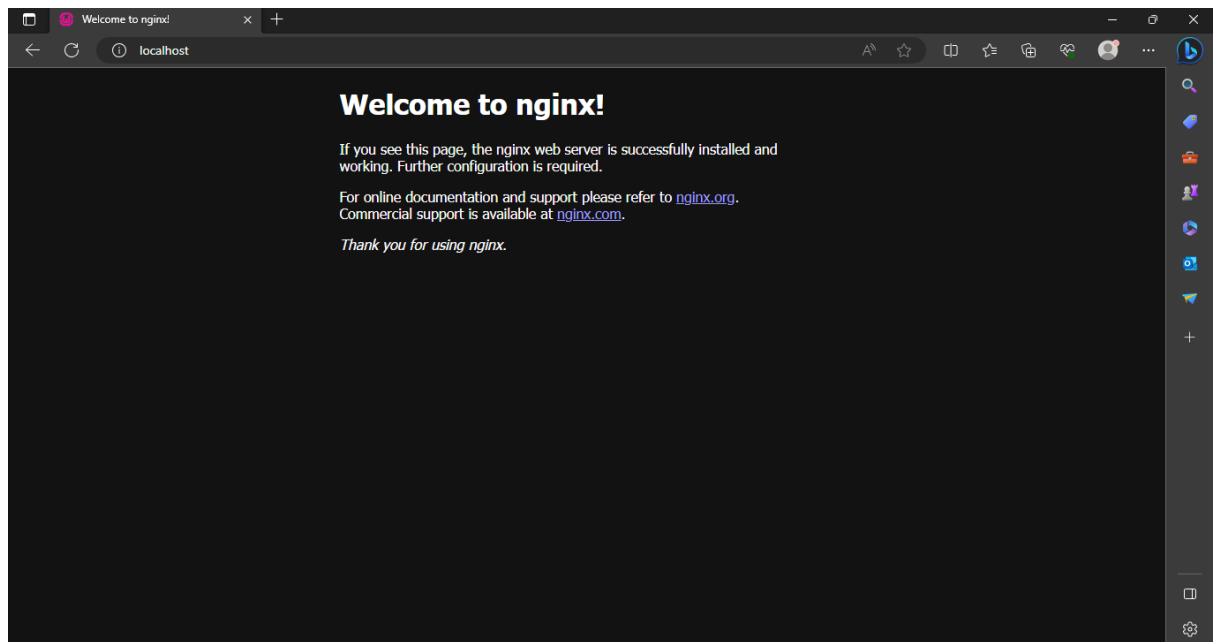 Welcome to nginx!
localhost
Welcome to nginx!
If you see this page, the nginx web server is successfully installed and
working. Further configuration is required.
For online documentation and support please refer to nginx.org.
Commercial support is available at nginx.com.
Thank you for using nginx.